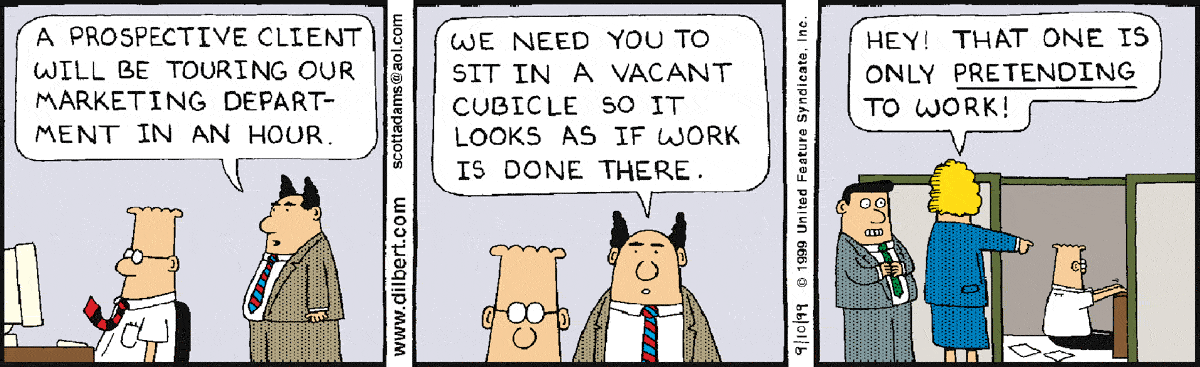 A PROSPECTIVE CLIENT
WILL BE TOURING OUR
MARKETING DEPART-
MENT IN AN HOUR.
www.dilbert.com scottadams@aol.com
WE NEED YOU TO
SIT IN A VACANT
CUBICLE SO IT
LOOKS AS IF WORK
IS DONE THERE.
9/10/99 © 1999 United Feature Syndicate, Inc.
HEY! THAT ONE IS
ONLY PRETENDING
TO WORK!